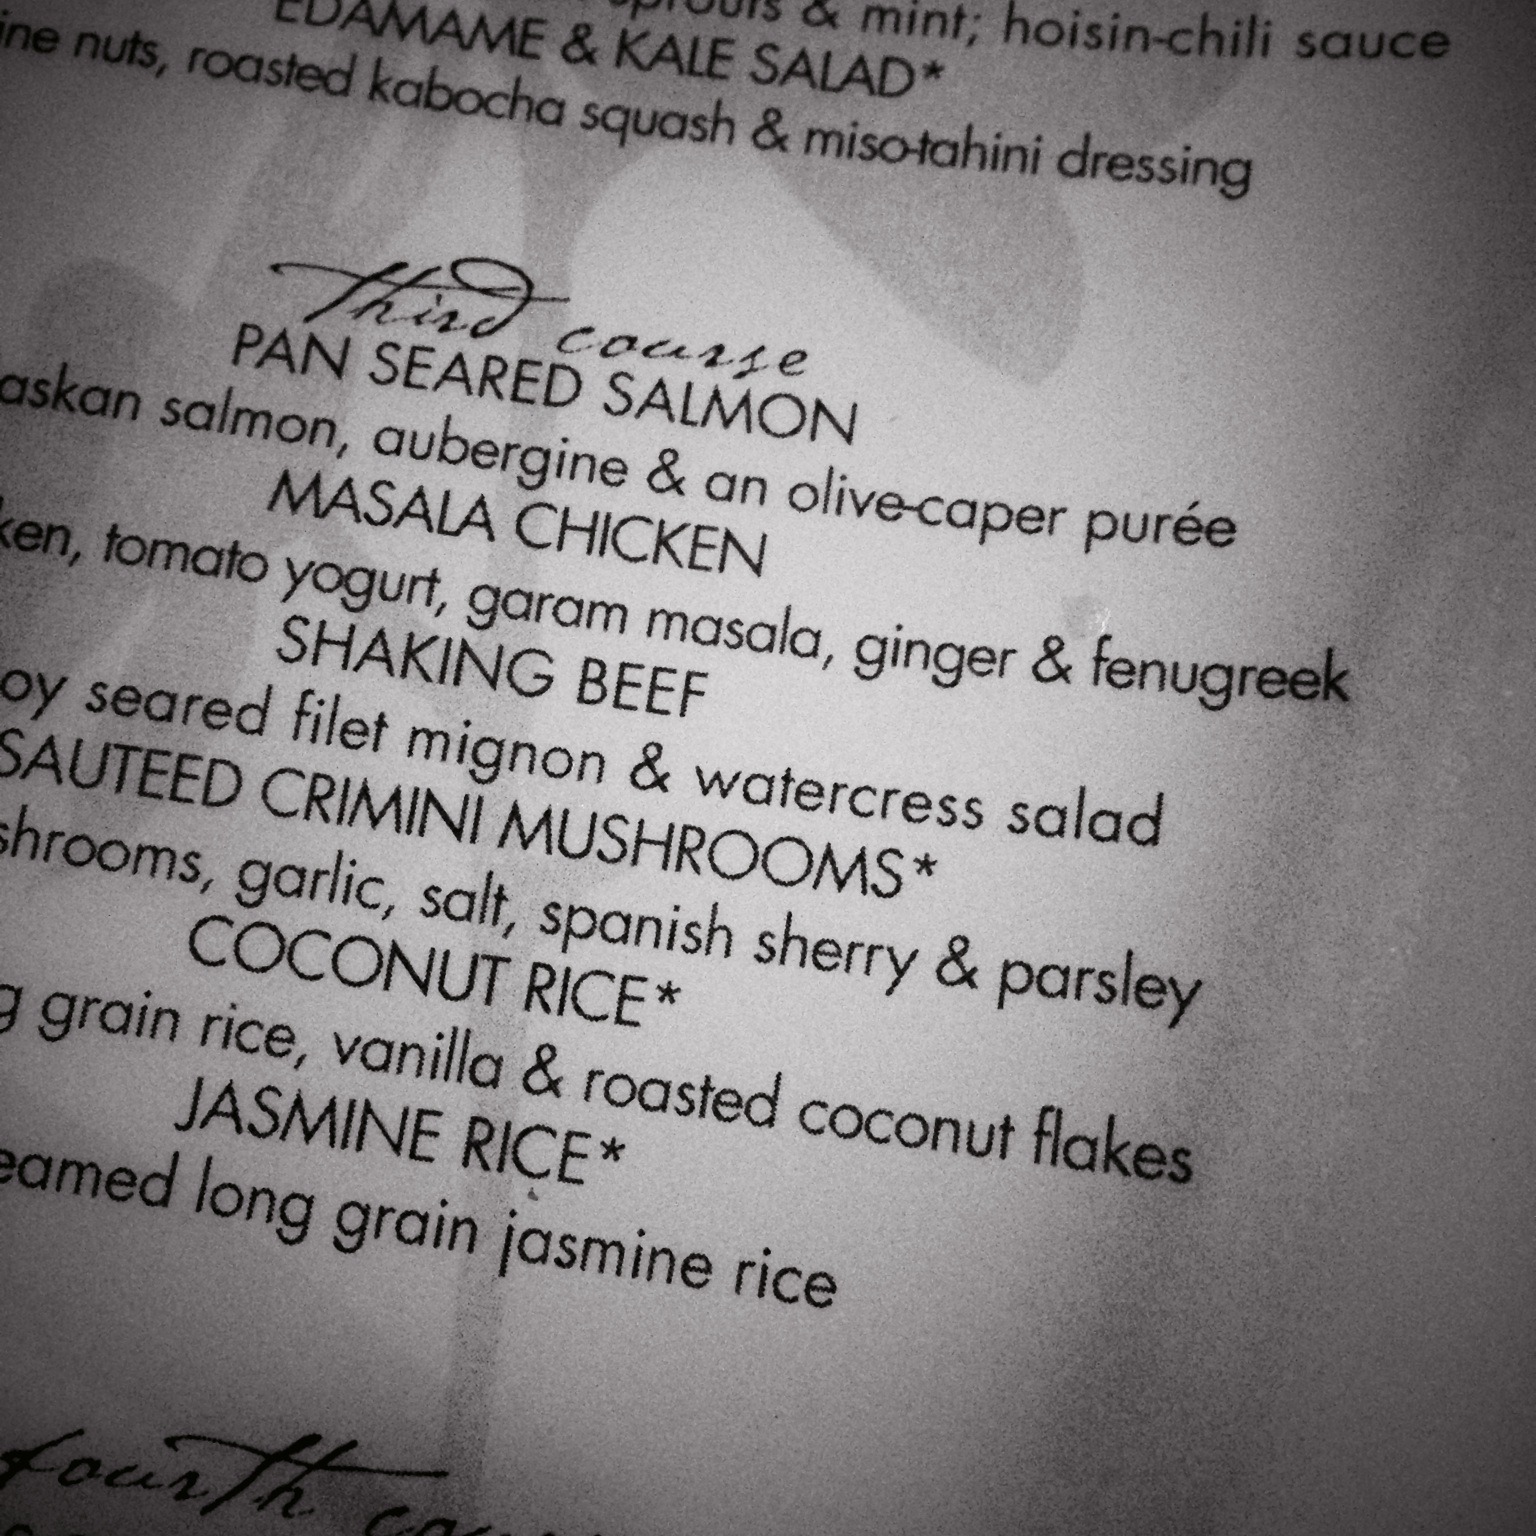 sprouts & mint; hoisin-chili sauce
EDAMAME & KALE SALAD*
ine nuts, roasted kabocha squash & miso-tahini dressing
third course
PAN SEARED SALMON
askan salmon, aubergine & an olive-caper purée
MASALA CHICKEN
ken, tomato yogurt, garam masala, ginger & fenugreek
SHAKING BEEF
oy seared filet mignon & watercress salad
SAUTEED CRIMINI MUSHROOMS*
shrooms, garlic, salt, spanish sherry & parsley
COCONUT RICE*
g grain rice, vanilla & roasted coconut flakes
JASMINE RICE*
eamed long grain jasmine rice
fourth